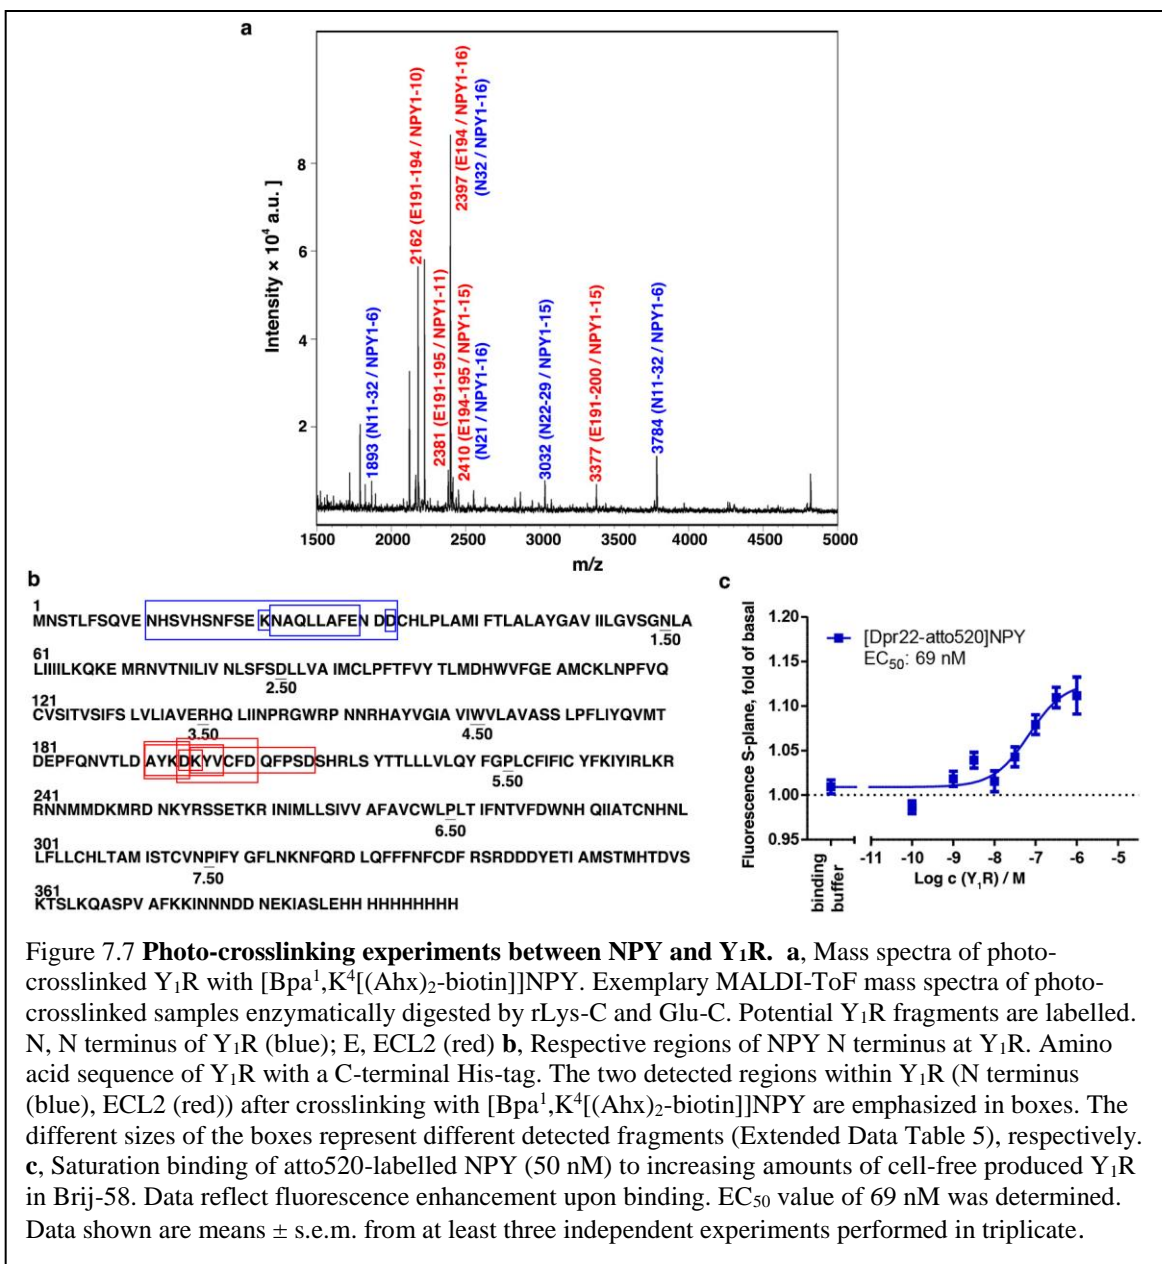 a
Intensity × 10⁴ a.u. ]
8
6
4
2
1893 (N11-32 / NPY1-6)
2162 (E191-194 / NPY1-10)
2381 (E191-195 / NPY1-11)
2397 (E194 / NPY1-16)
(N32 / NPY1-16)
2410 (E194-195 / NPY1-15)
(N21 / NPY1-16)
3032 (N22-29 / NPY1-15)
3377 (E191-200 / NPY1-15)
3784 (N11-32 / NPY1-6)
1500 2000 2500 3000 3500 4000 4500 5000
m/z
b
1
MNSTLFSQVE NHSVHSNFSE KNAQLLAFEN DDCHLPLAMI FTLALAYGAV IILGVSGNLA
1.50
61
LIIIILKQKE MRNVTNILIV NLSFSDLLVA IMCLPFTFVY TLMDHWVFGE AMCKLNPFVQ
2.50
121
CVSITVSIFS LVLIAVERHQ LIINPRGWRP NNRHAYVGIA VIWVLAVASS LPFLIYQVMT
3.50 4.50
181
DEPFQNVTLD AYKDKYVCFD QFPSDSHRLS YTTLLLVLQY FGPLCFIFIC YFKIYIRLKR
5.50
241
RNNMMDKMRD NKYRSSETKR INIMLLSIVV AFAVCWLPLT IFNTVFDWNH QIIATCNHNL
6.50
301
LFLLCHLTAM ISTCVNPIFY GFLNKNFQRD LQFFFNFCDF RSRDDDYETI AMSTMHTDVS
7.50
361
KTSLKQASPV AFKKINNNDD NEKIASLEHH HHHHHHHH
c
Fluorescence S-plane, fold of basal
1.20
1.15
1.10
1.05
1.00
0.95
[Dpr22-atto520]NPY
EC₅₀: 69 nM
binding
buffer
-11 -10 -9 -8 -7 -6 -5
Log c (Y₁R) / M
Figure 7.7 Photo-crosslinking experiments between NPY and Y₁R. a, Mass spectra of photo-
crosslinked Y₁R with [Bpa¹,K⁴[(Ahx)₂-biotin]]NPY. Exemplary MALDI-ToF mass spectra of photo-
crosslinked samples enzymatically digested by rLys-C and Glu-C. Potential Y₁R fragments are labelled.
N, N terminus of Y₁R (blue); E, ECL2 (red) b, Respective regions of NPY N terminus at Y₁R. Amino
acid sequence of Y₁R with a C-terminal His-tag. The two detected regions within Y₁R (N terminus
(blue), ECL2 (red)) after crosslinking with [Bpa¹,K⁴[(Ahx)₂-biotin]]NPY are emphasized in boxes. The
different sizes of the boxes represent different detected fragments (Extended Data Table 5), respectively.
c, Saturation binding of atto520-labelled NPY (50 nM) to increasing amounts of cell-free produced Y₁R
in Brij-58. Data reflect fluorescence enhancement upon binding. EC₅₀ value of 69 nM was determined.
Data shown are means ± s.e.m. from at least three independent experiments performed in triplicate.